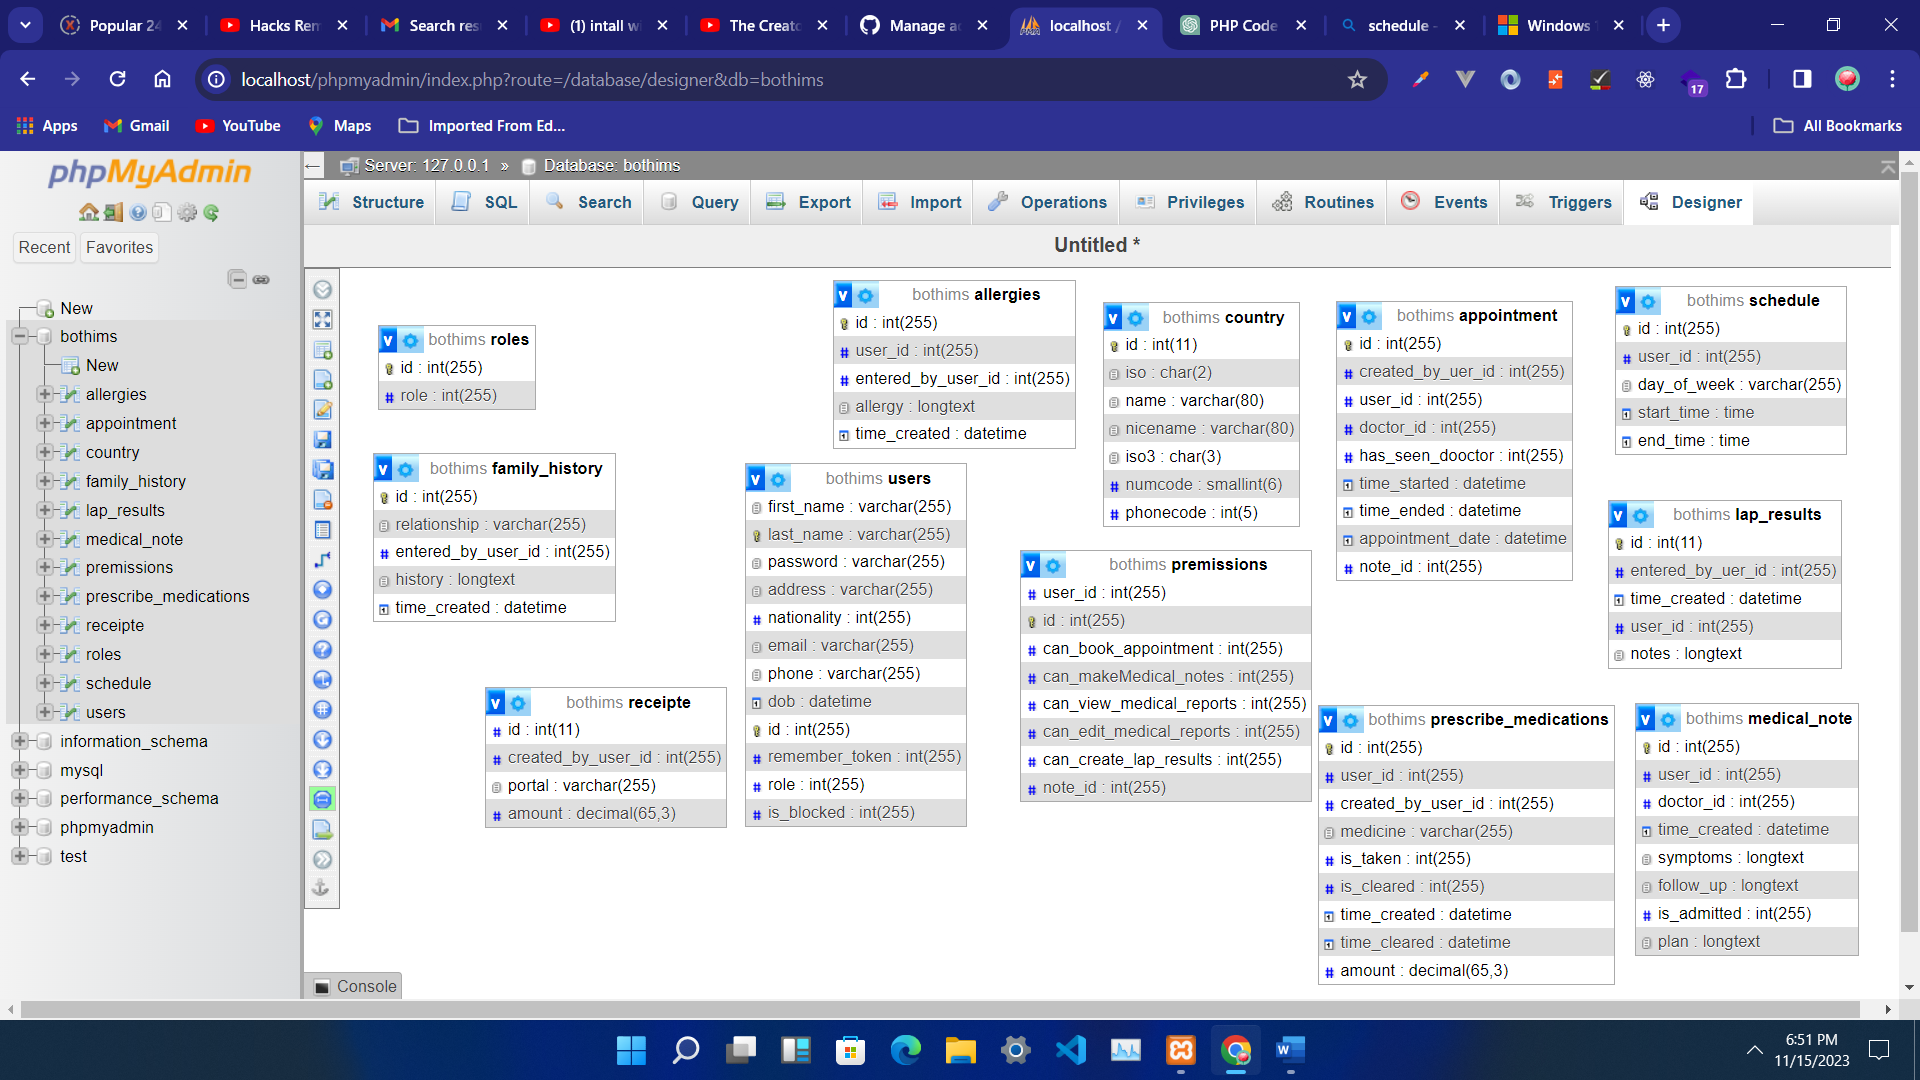 Popular 24
Hacks Rem
Search res
(1) intall wi
The Creato
Manage ac
localhost /
PHP Code
schedule -
Windows 1
localhost/phpmyadmin/index.php?route=/database/designer&db=bothims
17
Apps
Gmail
YouTube
Maps
Imported From Ed...
All Bookmarks
phpMyAdmin
Recent
Favorites
New
bothims
New
allergies
appointment
country
family_history
lap_results
medical_note
premissions
prescribe_medications
receipte
roles
schedule
users
information_schema
mysql
performance_schema
phpmyadmin
test
Server: 127.0.0.1 » Database: bothims
Structure
SQL
Search
Query
Export
Import
Operations
Privileges
Routines
Events
Triggers
Designer
Untitled *
v bothims roles
id : int(255)
# role : int(255)
v bothims family_history
id : int(255)
relationship : varchar(255)
# entered_by_user_id : int(255)
history : longtext
time_created : datetime
v bothims receipte
# id : int(11)
# created_by_user_id : int(255)
portal : varchar(255)
# amount : decimal(65,3)
v bothims allergies
id : int(255)
# user_id : int(255)
# entered_by_user_id : int(255)
allergy : longtext
time_created : datetime
v bothims users
first_name : varchar(255)
last_name : varchar(255)
password : varchar(255)
address : varchar(255)
# nationality : int(255)
email : varchar(255)
phone : varchar(255)
dob : datetime
id : int(255)
# remember_token : int(255)
# role : int(255)
# is_blocked : int(255)
v bothims country
id : int(11)
iso : char(2)
name : varchar(80)
nicename : varchar(80)
iso3 : char(3)
# numcode : smallint(6)
# phonecode : int(5)
v bothims premissions
# user_id : int(255)
id : int(255)
# can_book_appointment : int(255)
# can_makeMedical_notes : int(255)
# can_view_medical_reports : int(255)
# can_edit_medical_reports : int(255)
# can_create_lap_results : int(255)
# note_id : int(255)
v bothims appointment
id : int(255)
# created_by_uer_id : int(255)
# user_id : int(255)
# doctor_id : int(255)
# has_seen_dooctor : int(255)
time_started : datetime
time_ended : datetime
appointment_date : datetime
# note_id : int(255)
v bothims schedule
id : int(255)
# user_id : int(255)
day_of_week : varchar(255)
start_time : time
end_time : time
v bothims lap_results
id : int(11)
# entered_by_uer_id : int(255)
time_created : datetime
# user_id : int(255)
notes : longtext
v bothims prescribe_medications
id : int(255)
# user_id : int(255)
# created_by_user_id : int(255)
medicine : varchar(255)
# is_taken : int(255)
# is_cleared : int(255)
time_created : datetime
time_cleared : datetime
# amount : decimal(65,3)
v bothims medical_note
id : int(255)
# user_id : int(255)
# doctor_id : int(255)
time_created : datetime
symptoms : longtext
follow_up : longtext
# is_admitted : int(255)
plan : longtext
Console
6:51 PM
11/15/2023